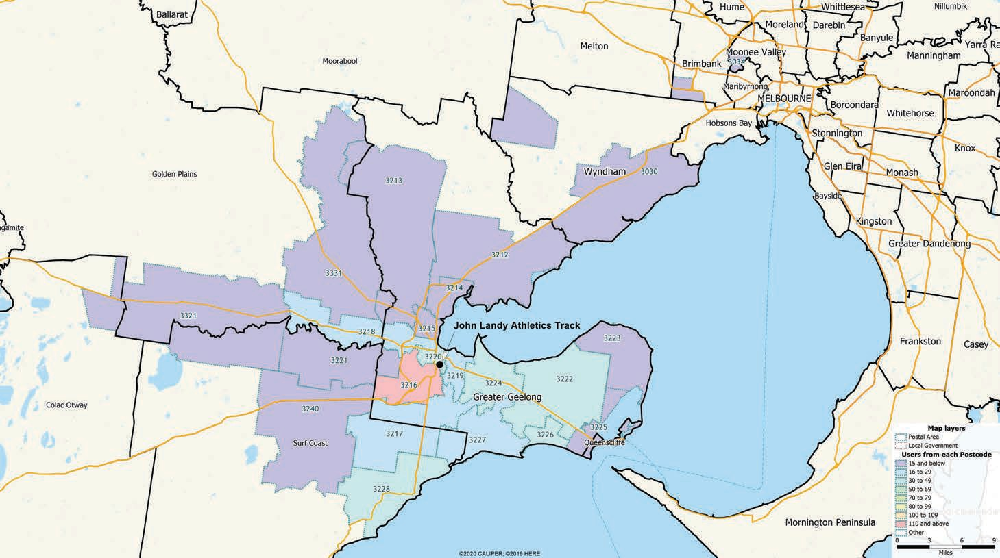 Ballarat
Hume
Whittlesea
Nillumbik
Moreland
Darebin
Banyule
Melton
Moonee Valley
Yarra Ra
Manningham
Moorabool
Brimbank
3034
Maribyrnong
Maroondah
MELBOURNE
Boroondara
Whitehorse
Hobsons Bay
Stonnington
Knox
Glen Eira
Monash
Golden Plains
3213
Wyndham
3030
Bayside
Kingston
Greater Dandenong
ngamite
3212
3331
3214
3321
3218
3215
John Landy Athletics Track
3223
Frankston
Casey
3221
3220
3219
3224
3222
3216
Greater Geelong
Colac Otway
3240
3217
3226
3225
Queenscliffe
Surf Coast
3227
3228
Mornington Peninsula
Map layers
Postal Area
Local Government
Users from each Postcode
15 and below
16 to 29
30 to 49
50 to 69
70 to 79
80 to 99
100 to 109
110 and above
Other
0 3 6 9
Miles
©2020 CALIPER; ©2019 HERE